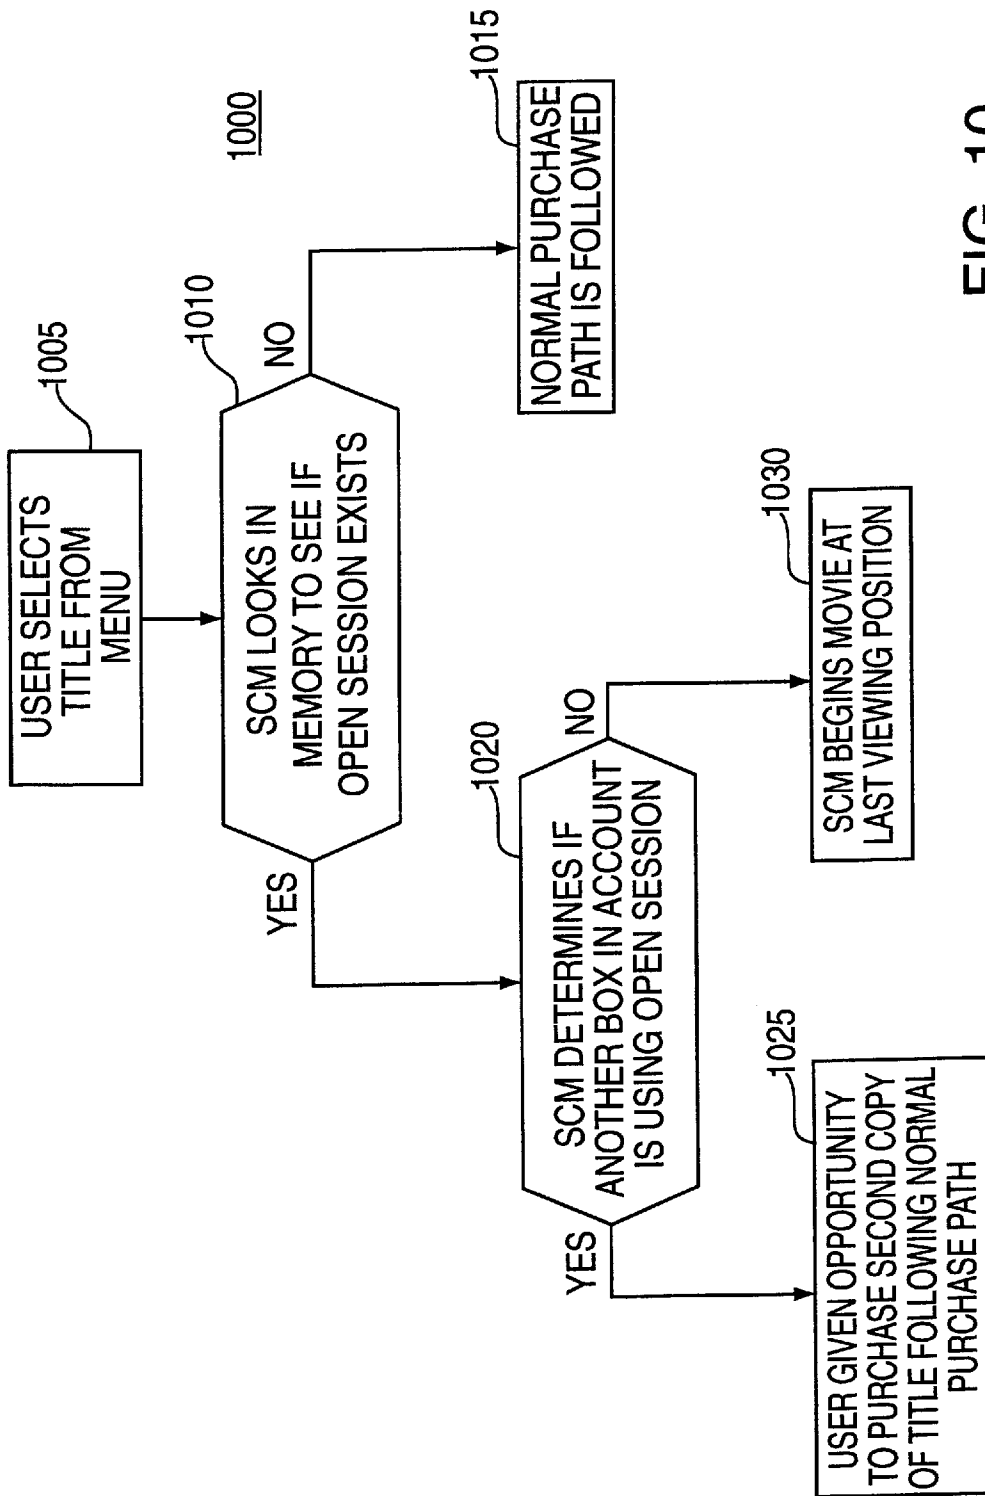 1000
1005
USER SELECTS
TITLE FROM
MENU
1010
SCM LOOKS IN
MEMORY TO SEE IF
OPEN SESSION EXISTS
YES
NO
1015
NORMAL PURCHASE
PATH IS FOLLOWED
1020
SCM DETERMINES IF
ANOTHER BOX IN ACCOUNT
IS USING OPEN SESSION
YES
NO
1025
USER GIVEN OPPORTUNITY
TO PURCHASE SECOND COPY
OF TITLE FOLLOWING NORMAL
PURCHASE PATH
1030
SCM BEGINS MOVIE AT
LAST VIEWING POSITION
FIG. 10